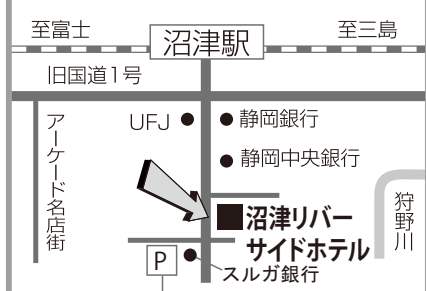 至富士
至三島
沼津駅
旧国道1号
UFJ
静岡銀行
静岡中央銀行
アーケード名店街
狩野川
沼津リバー
サイドホテル
P
スルガ銀行